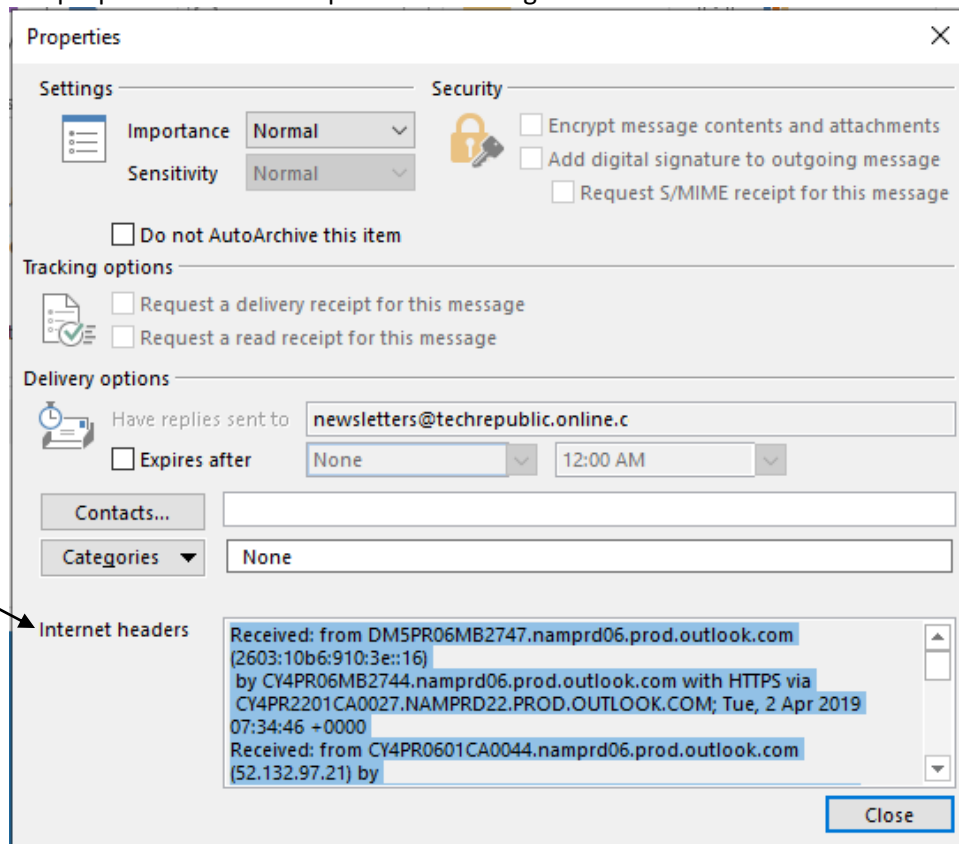 Properties
Settings
Security
Importance Normal
Encrypt message contents and attachments
Sensitivity Normal
Add digital signature to outgoing message
Request S/MIME receipt for this message
Do not AutoArchive this item
Tracking options
Request a delivery receipt for this message
Request a read receipt for this message
Delivery options
Have replies sent to newsletters@techrepublic.online.c
Expires after None 12:00 AM
Contacts...
Categories None
Internet headers
Received: from DM5PR06MB2747.namprd06.prod.outlook.com
(2603:10b6:910:3e::16)
by CY4PR06MB2744.namprd06.prod.outlook.com with HTTPS via
CY4PR2201CA0027.NAMPRD22.PROD.OUTLOOK.COM; Tue, 2 Apr 2019
07:34:46 +0000
Received: from CY4PR0601CA0044.namprd06.prod.outlook.com
(52.132.97.21) by
Close